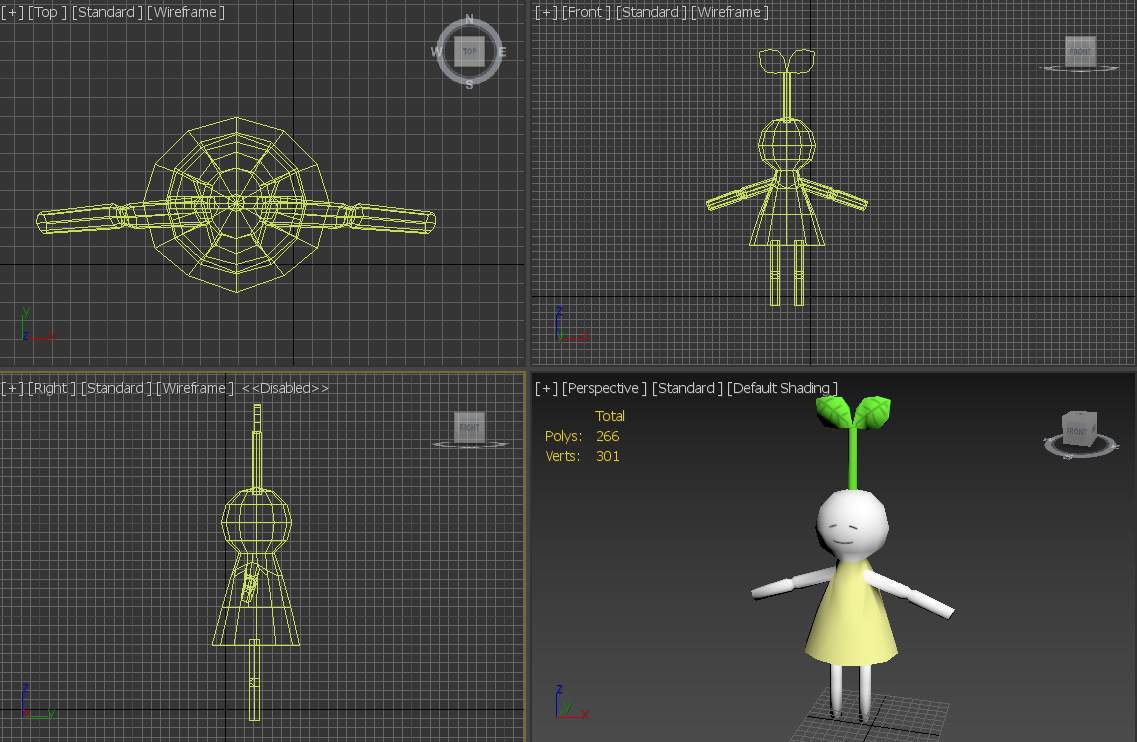 [+] [Top ] [Standard ] [Wireframe ]
N
W TOP E
S
y
z x
[+] [Front ] [Standard ] [Wireframe ]
FRONT
z
y x
[+] [Right ] [Standard ] [Wireframe ] <<Disabled>>
RIGHT
z
x y
[+] [Perspective ] [Standard ] [Default Shading ]
Total
Polys: 266
Verts: 301
FRONT
z
y
x